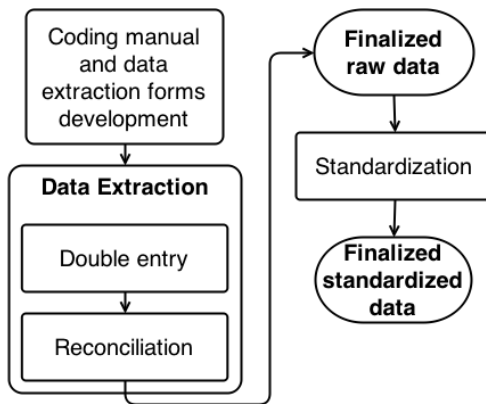 Coding manual
and data
extraction forms
development
Data Extraction
Double entry
Reconciliation
Finalized
raw data
Standardization
Finalized
standardized
data